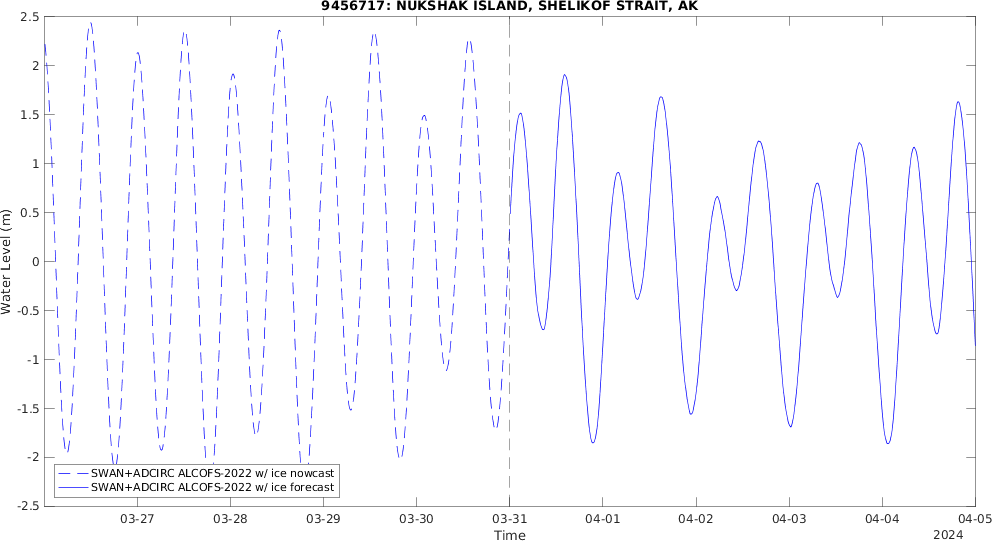 9456717: NUKSHAK ISLAND, SHELIKOF STRAIT, AK
2.5
2
1.5
1
0.5
0
-0.5
-1
-1.5
-2
-2.5
Water Level (m)
SWAN+ADCIRC ALCOFS-2022 w/ ice nowcast
SWAN+ADCIRC ALCOFS-2022 w/ ice forecast
03-27 03-28 03-29 03-30 03-31 04-01 04-02 04-03 04-04 04-05
Time
2024